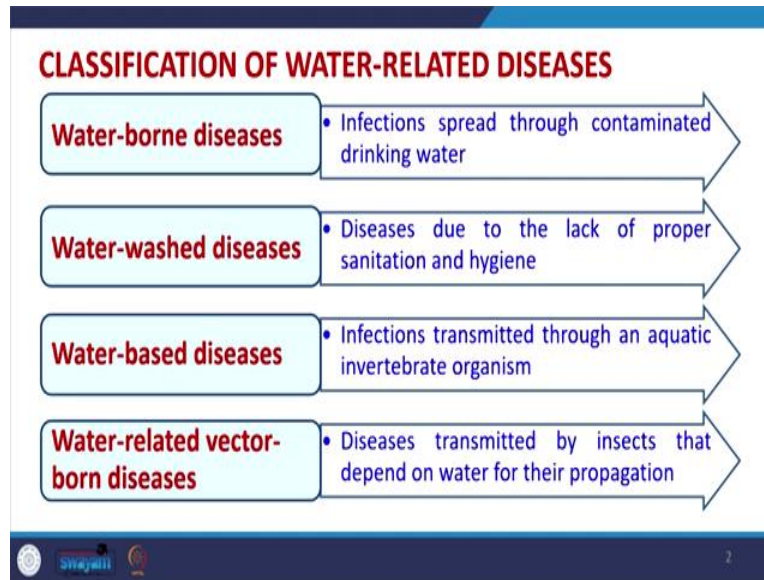 CLASSIFICATION OF WATER-RELATED DISEASES
Water-borne diseases
• Infections spread through contaminated
drinking water
Water-washed diseases
• Diseases due to the lack of proper
sanitation and hygiene
Water-based diseases
• Infections transmitted through an aquatic
invertebrate organism
Water-related vector-
born diseases
• Diseases transmitted by insects that
depend on water for their propagation
swayam
2